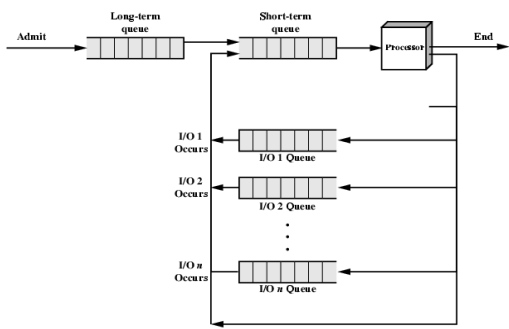 Long-term
queue
Short-term
queue
Admit
Processor
End
I/O 1
Occurs
I/O 1 Queue
I/O 2
Occurs
I/O 2 Queue
I/O n
Occurs
I/O n Queue